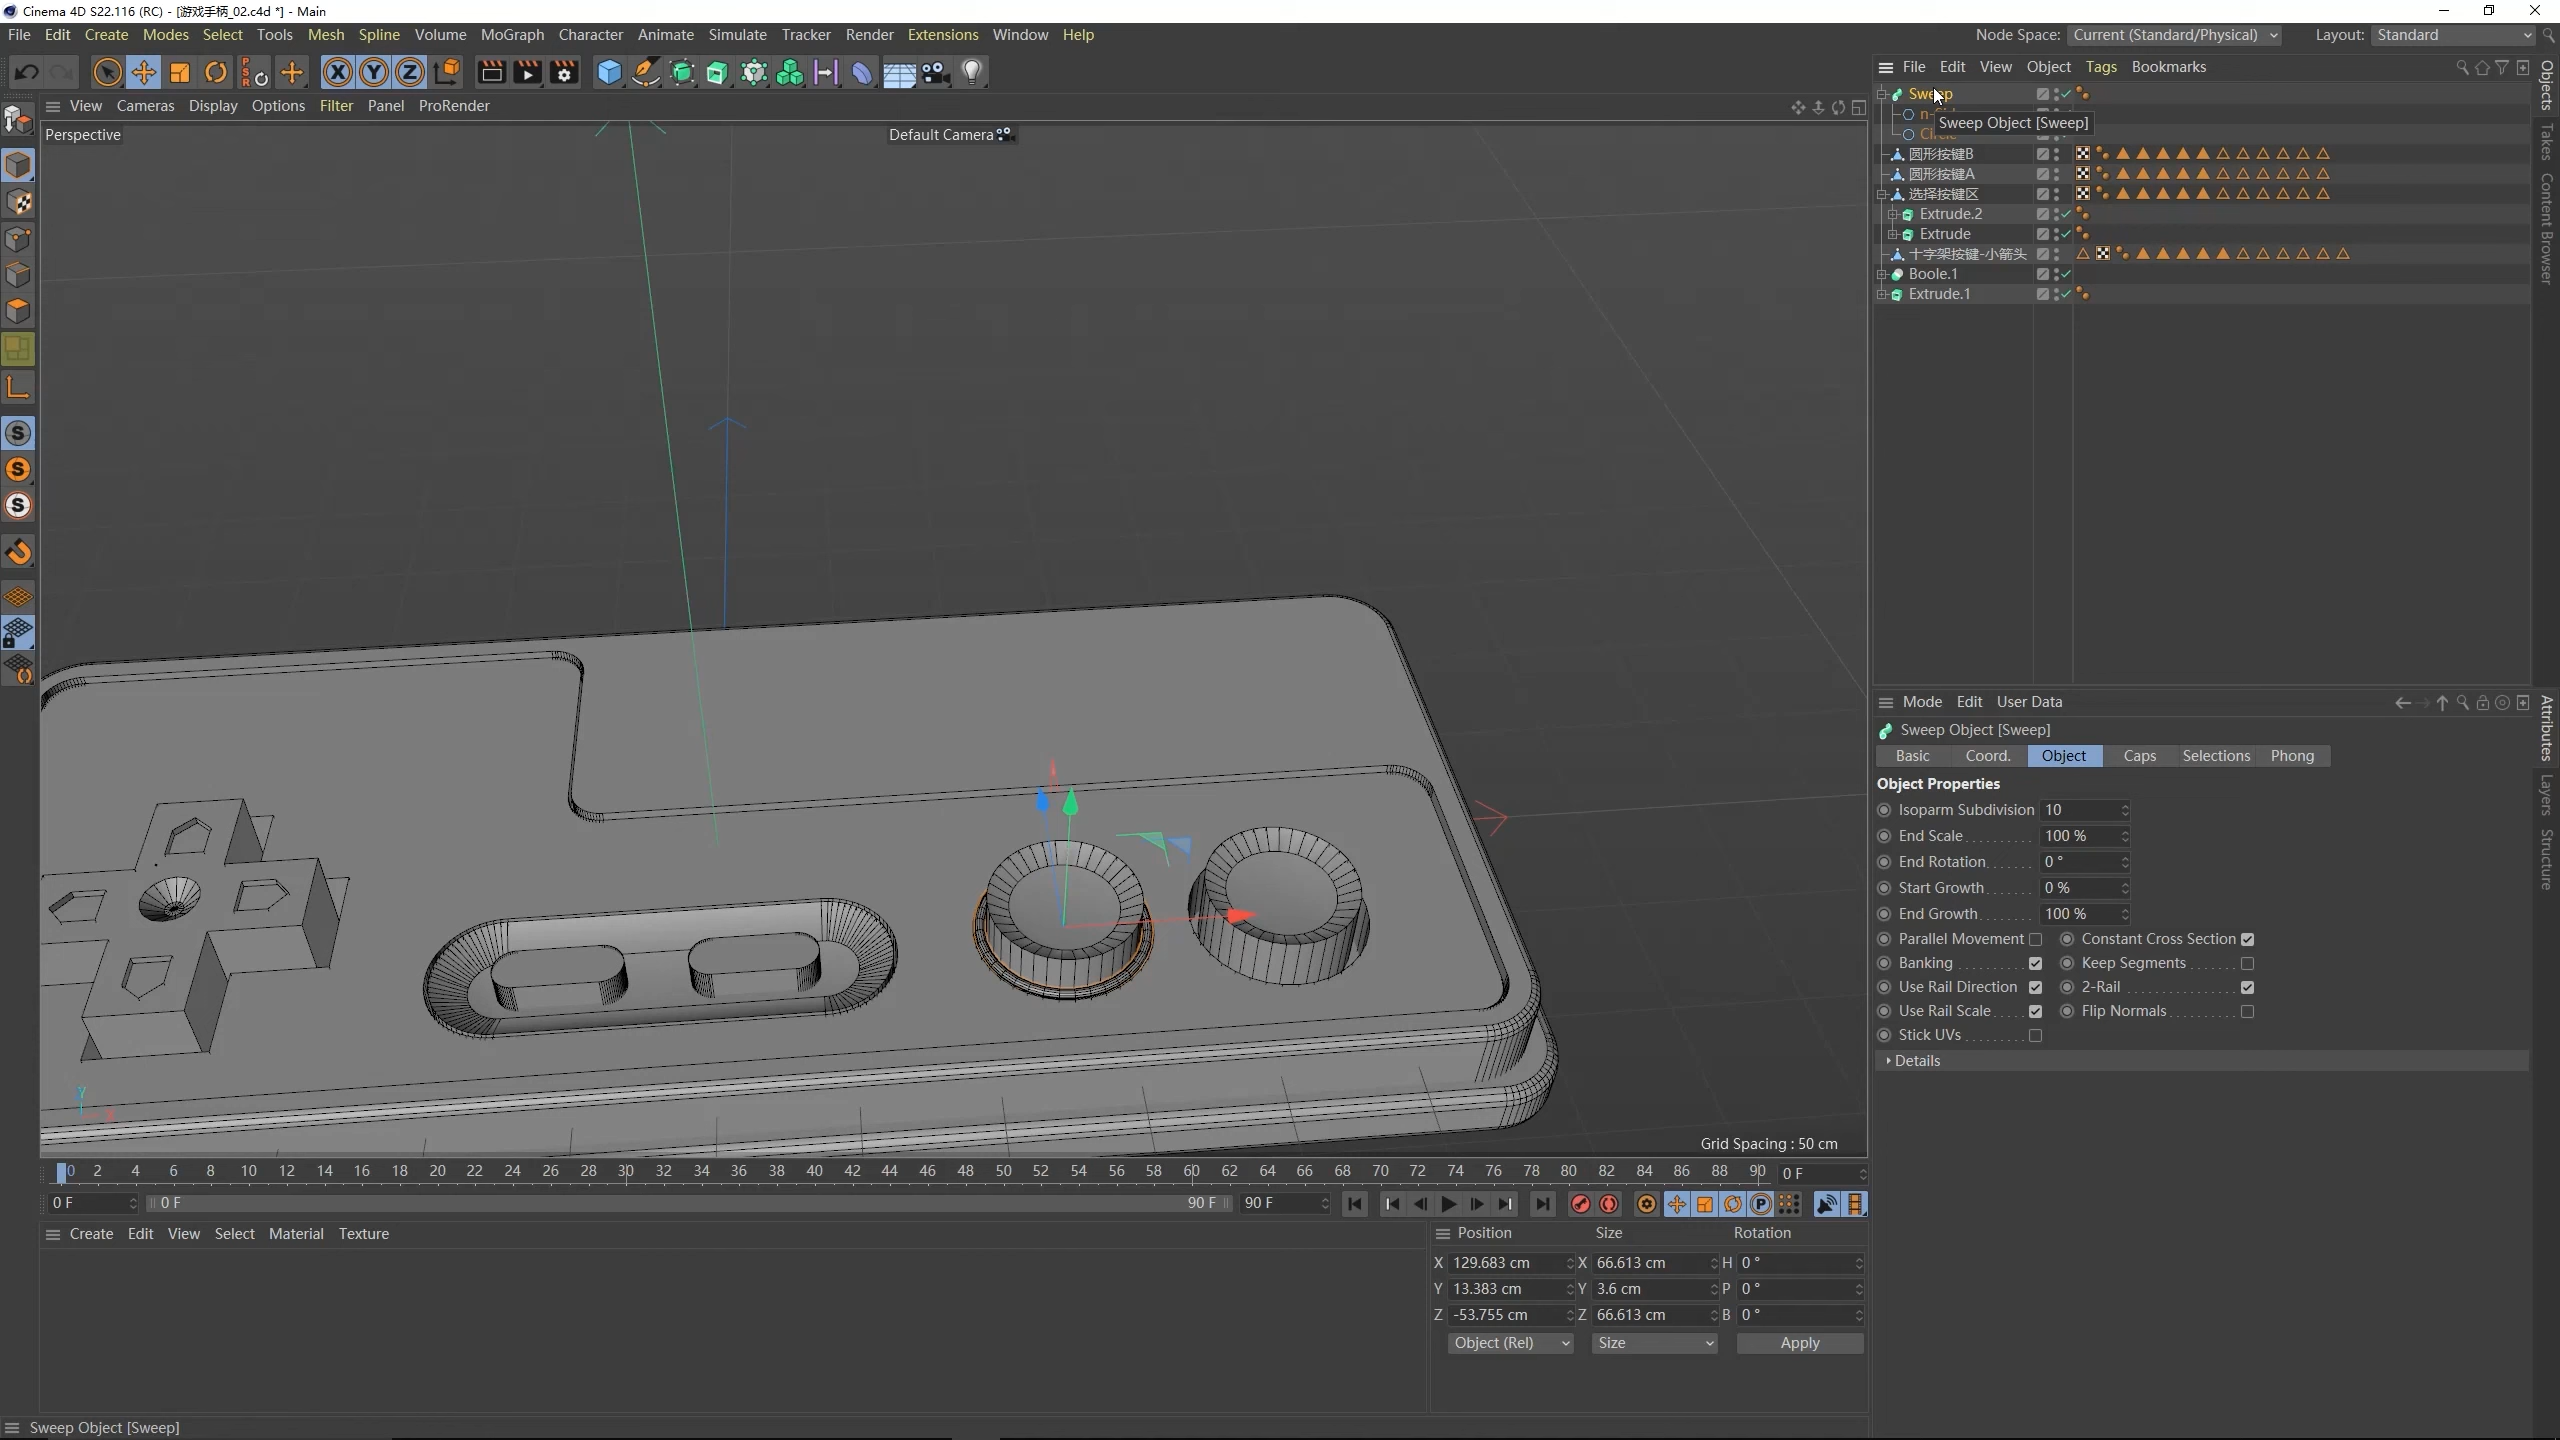 Cinema 4D S22.116 (RC) - [游戏手柄_02.c4d *] - Main
File Edit Create Modes Select Tools Mesh Spline Volume MoGraph Character Animate Simulate Tracker Render Extensions Window Help
Node Space: Current (Standard/Physical) Layout: Standard
File Edit View Object Tags Bookmarks
View Cameras Display Options Filter Panel ProRender
Perspective
Default Camera
Sweep
Sweep Object [Sweep]
圆形按键B
圆形按键A
选择按键区
Extrude.2
Extrude
十字架按键-小箭头
Boole.1
Extrude.1
Objects
Takes
Content Browser
Mode Edit User Data
Sweep Object [Sweep]
Basic Coord. Object Caps Selections Phong
Object Properties
Isoparm Subdivision 10
End Scale 100 %
End Rotation 0 °
Start Growth 0 %
End Growth 100 %
Parallel Movement Constant Cross Section
Banking Keep Segments
Use Rail Direction 2-Rail
Use Rail Scale Flip Normals
Stick UVs
Details
Attributes
Layers
Structure
Y
X
Grid Spacing : 50 cm
0 2 4 6 8 10 12 14 16 18 20 22 24 26 28 30 32 34 36 38 40 42 44 46 48 50 52 54 56 58 60 62 64 66 68 70 72 74 76 78 80 82 84 86 88 90 0 F
0 F 0 F 90 F 90 F
Create Edit View Select Material Texture
Position Size Rotation
X 129.683 cm X 66.613 cm H 0 °
Y 13.383 cm Y 3.6 cm P 0 °
Z -53.755 cm Z 66.613 cm B 0 °
Object (Rel) Size Apply
Sweep Object [Sweep]